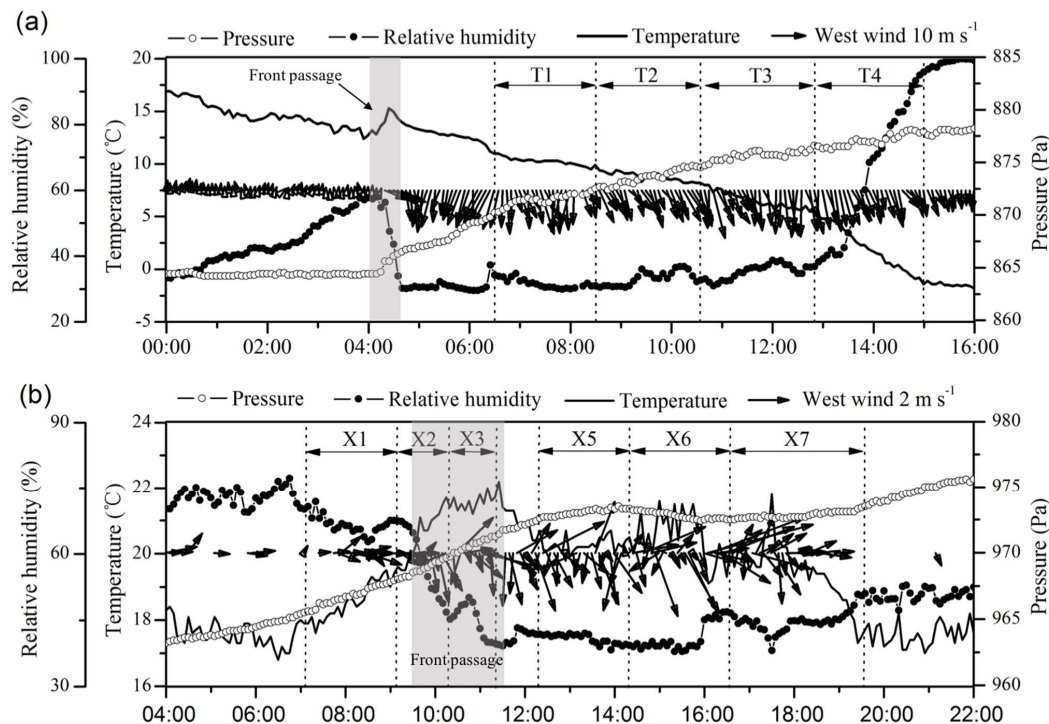 (a)
Pressure Relative humidity Temperature West wind 10 m s-1
Front passage
T1 T2 T3 T4
Relative humidity (%)
100
80
60
40
20
Temperature (℃)
20
15
10
5
0
-5
Pressure (Pa)
885
880
875
870
865
860
00:00 02:00 04:00 06:00 08:00 10:00 12:00 14:00 16:00
(b)
Pressure Relative humidity Temperature West wind 2 m s-1
X1 X2 X3 X5 X6 X7
Relative humidity (%)
90
60
30
Temperature (℃)
24
22
20
18
16
Pressure (Pa)
980
975
970
965
960
Front passage
04:00 06:00 08:00 10:00 12:00 14:00 16:00 18:00 20:00 22:00